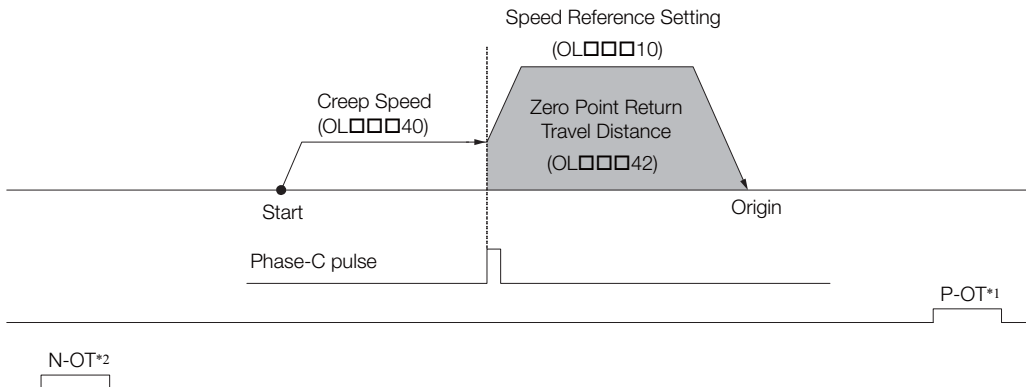 Speed Reference Setting
(OL□□□10)
Creep Speed
(OL□□□40)
Zero Point Return
Travel Distance
(OL□□□42)
Start
Origin
Phase-C pulse
P-OT*1
N-OT*2